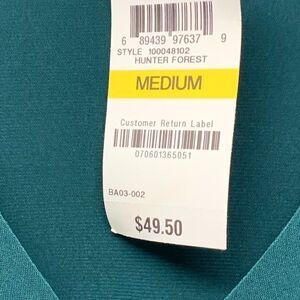 6 89439 97637 9
STYLE 100048102
HUNTER FOREST
MEDIUM
Customer Return Label
070601365051
BA03-002
$49.50